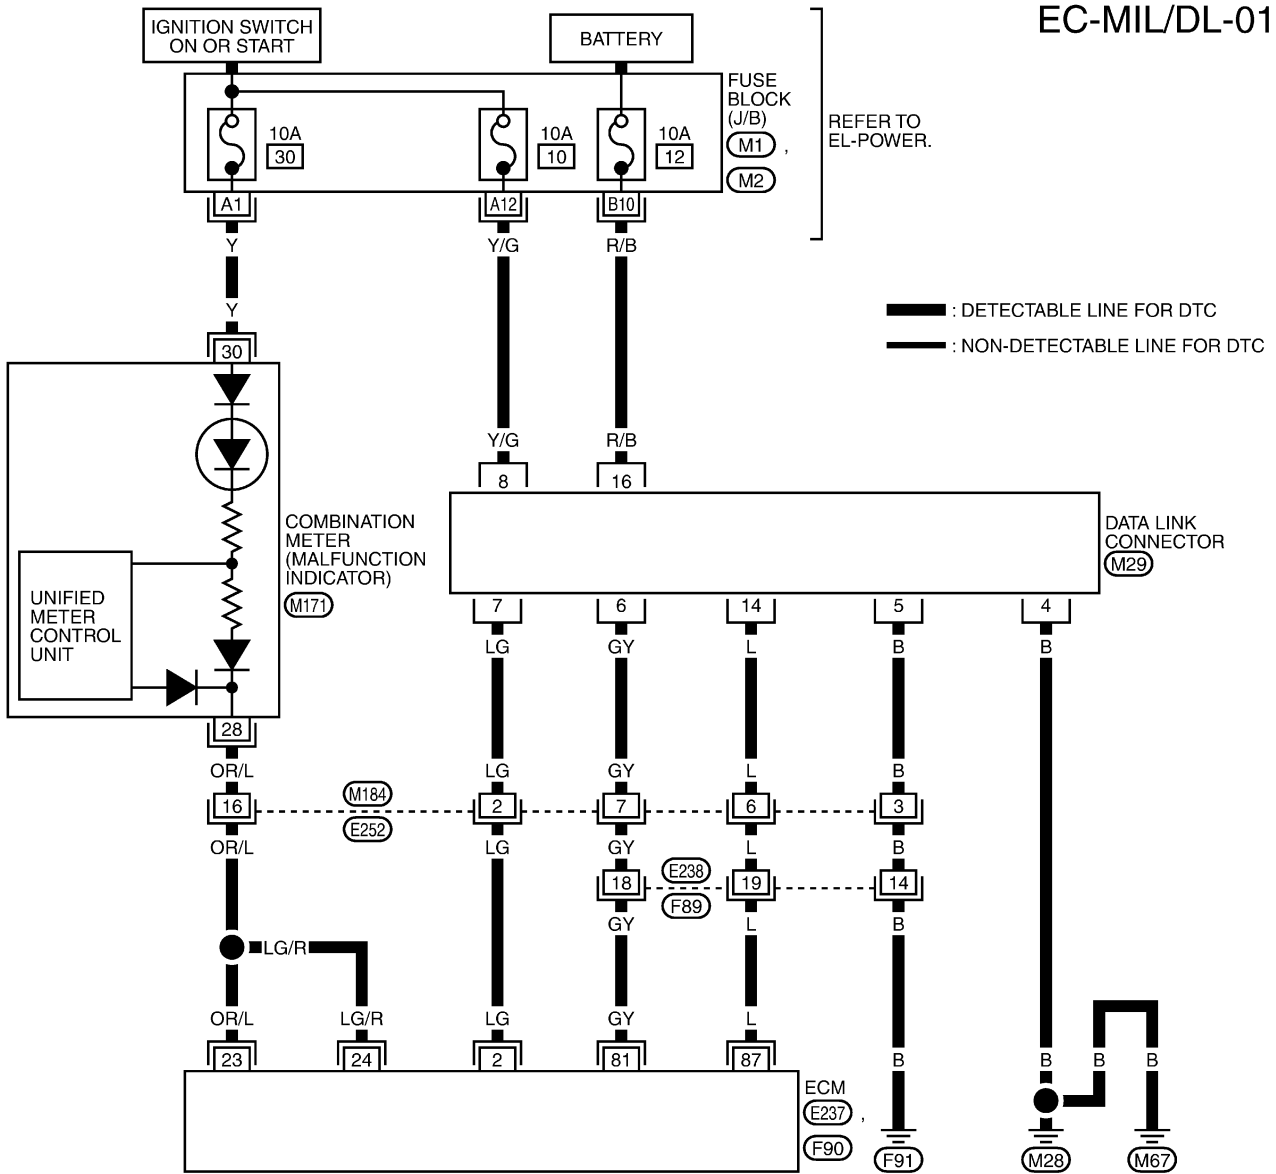 EC-MIL/DL-01
IGNITION SWITCH
ON OR START
BATTERY
FUSE
BLOCK
(J/B)
M1 ,
M2
REFER TO
EL-POWER.
10A
30
10A
10
10A
12
A1
A12
B10
Y
Y/G
R/B
: DETECTABLE LINE FOR DTC
: NON-DETECTABLE LINE FOR DTC
Y
30
Y/G
R/B
8
16
COMBINATION
METER
(MALFUNCTION
INDICATOR)
M171
DATA LINK
CONNECTOR
M29
UNIFIED
METER
CONTROL
UNIT
7
6
14
5
4
LG
GY
L
B
B
28
OR/L
LG
GY
L
B
16
M184
E252
2
7
6
3
OR/L
LG
GY
L
B
18
E238
F89
19
14
GY
L
B
LG/R
OR/L
LG/R
LG
GY
L
23
24
2
81
87
B
B
B
B
ECM
E237 ,
F90
F91
M28
M67